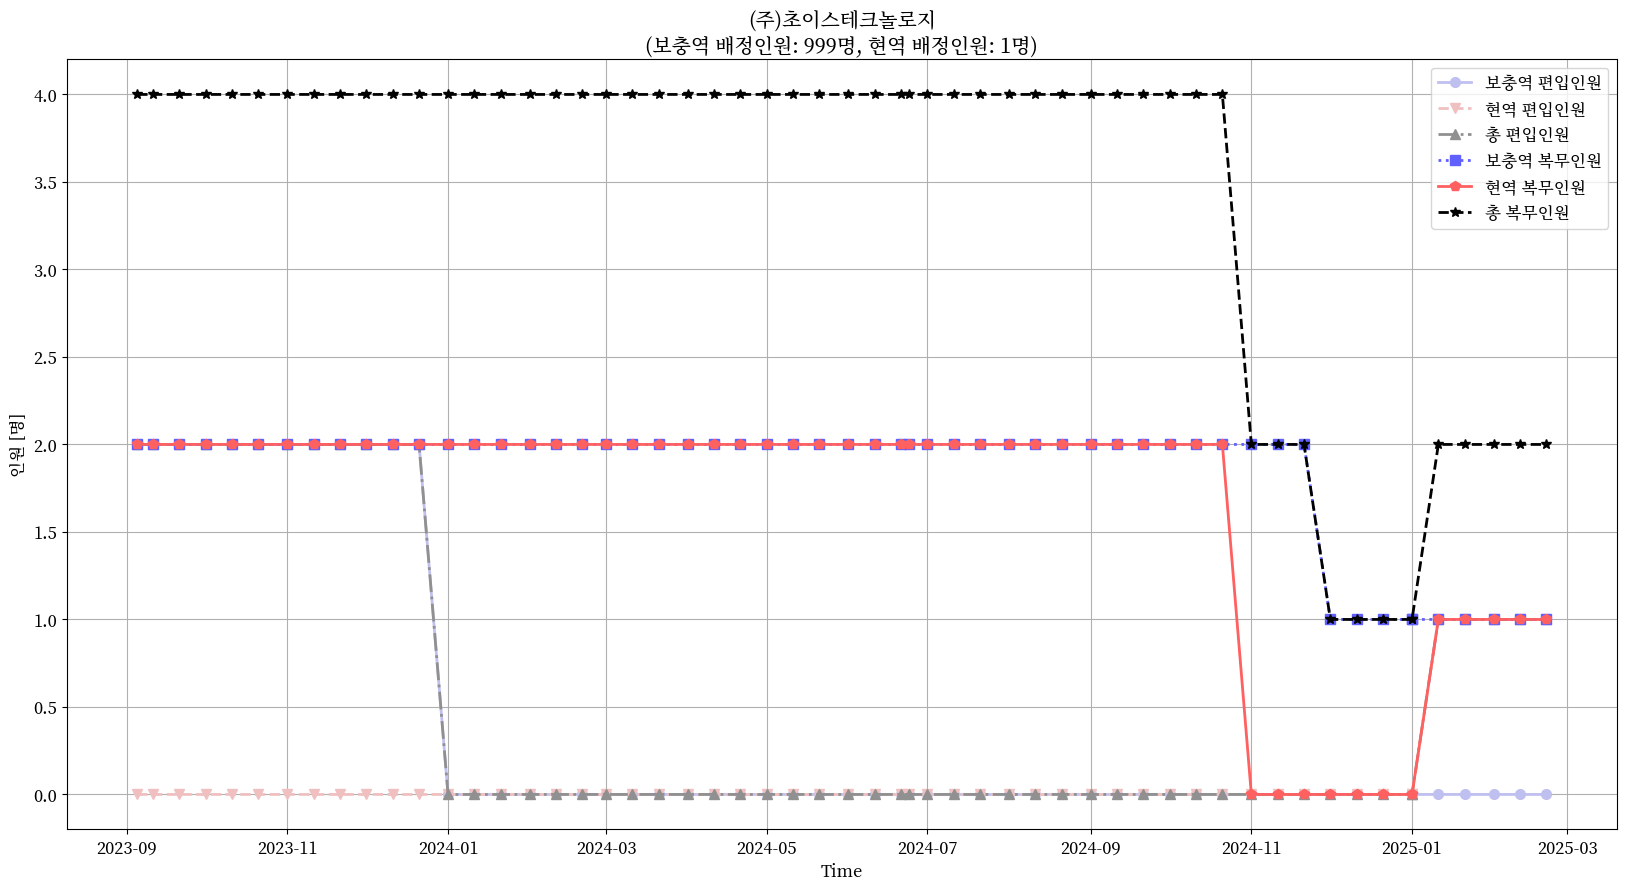 (주)초이스테크놀로지
(보충역 배정인원: 999명, 현역 배정인원: 1명)
보충역 편입인원
현역 편입인원
총 편입인원
보충역 복무인원
현역 복무인원
총 복무인원
인원 [명]
4.0
3.5
3.0
2.5
2.0
1.5
1.0
0.5
0.0
2023-09 2023-11 2024-01 2024-03 2024-05 2024-07 2024-09 2024-11 2025-01 2025-03
Time